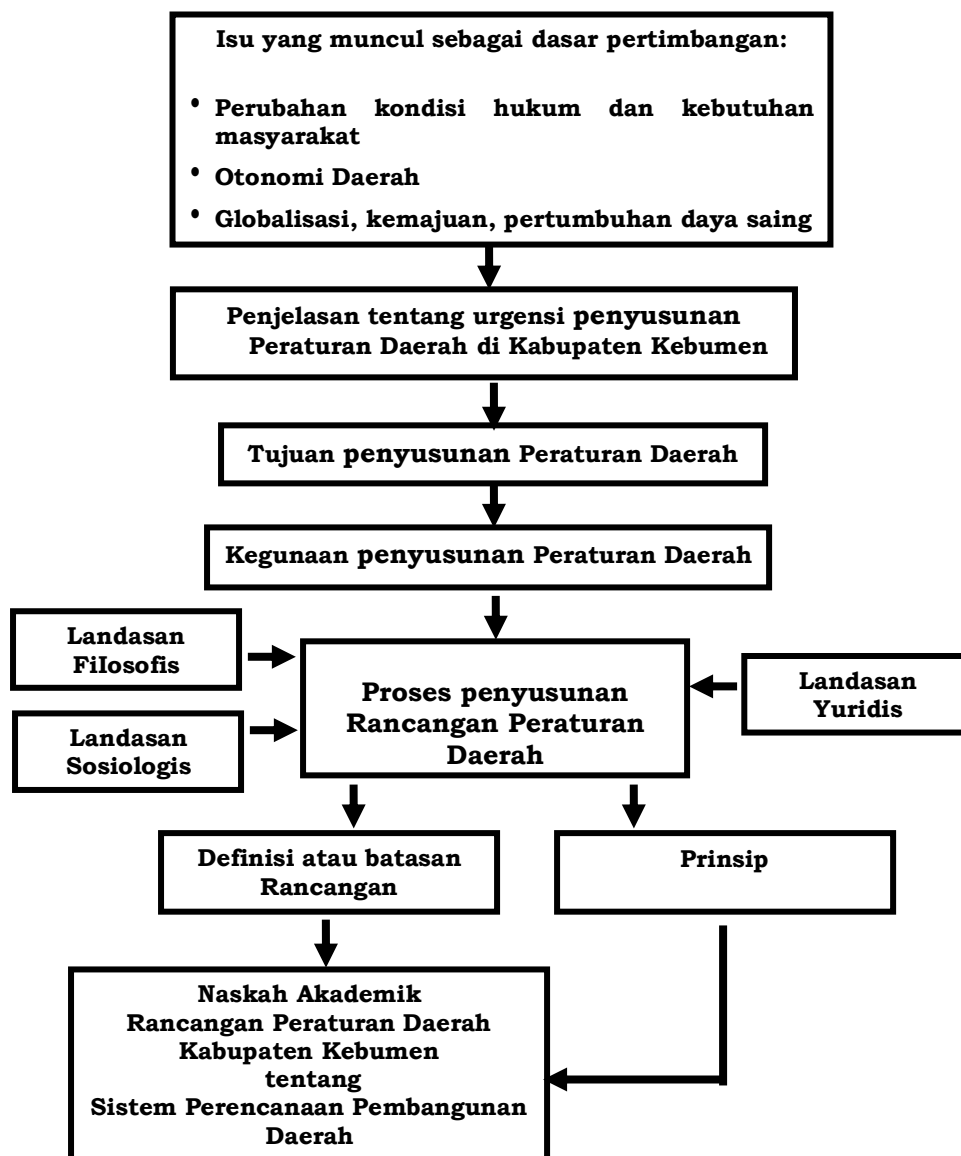 Isu yang muncul sebagai dasar pertimbangan:
• Perubahan kondisi hukum dan kebutuhan
masyarakat
• Otonomi Daerah
• Globalisasi, kemajuan, pertumbuhan daya saing
Penjelasan tentang urgensi penyusunan
Peraturan Daerah di Kabupaten Kebumen
Tujuan penyusunan Peraturan Daerah
Kegunaan penyusunan Peraturan Daerah
Landasan
Filosofis
Landasan
Sosiologis
Proses penyusunan
Rancangan Peraturan
Daerah
Landasan
Yuridis
Definisi atau batasan
Rancangan
Prinsip
Naskah Akademik
Rancangan Peraturan Daerah
Kabupaten Kebumen
tentang
Sistem Perencanaan Pembangunan
Daerah